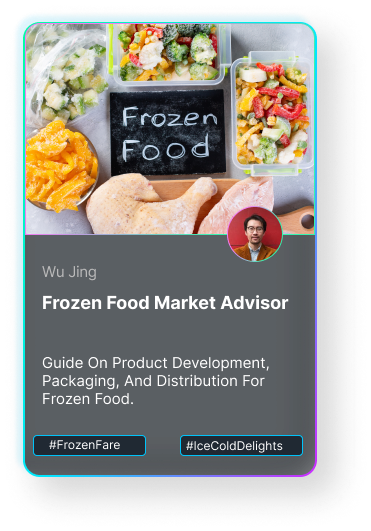 Frozen
Food
Wu Jing
Frozen Food Market Advisor
Guide On Product Development,
Packaging, And Distribution For
Frozen Food.
#FrozenFare
#IceColdDelights